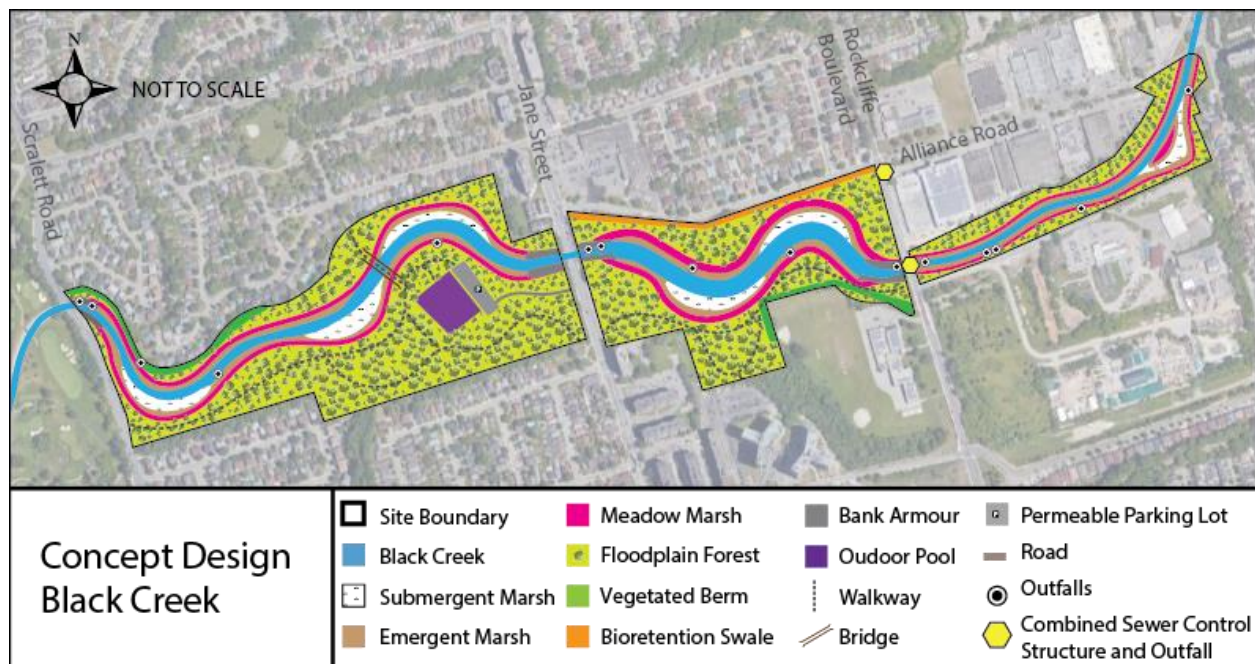 N
NOT TO SCALE
Scralett Road
Jane Street
Rockcliffe
Boulevard
Alliance Road
Concept Design
Black Creek
Site Boundary
Black Creek
Submergent Marsh
Emergent Marsh
Meadow Marsh
Floodplain Forest
Vegetated Berm
Bioretention Swale
Bank Armour
Oudoor Pool
Walkway
Bridge
Permeable Parking Lot
Road
Outfalls
Combined Sewer Control
Structure and Outfall